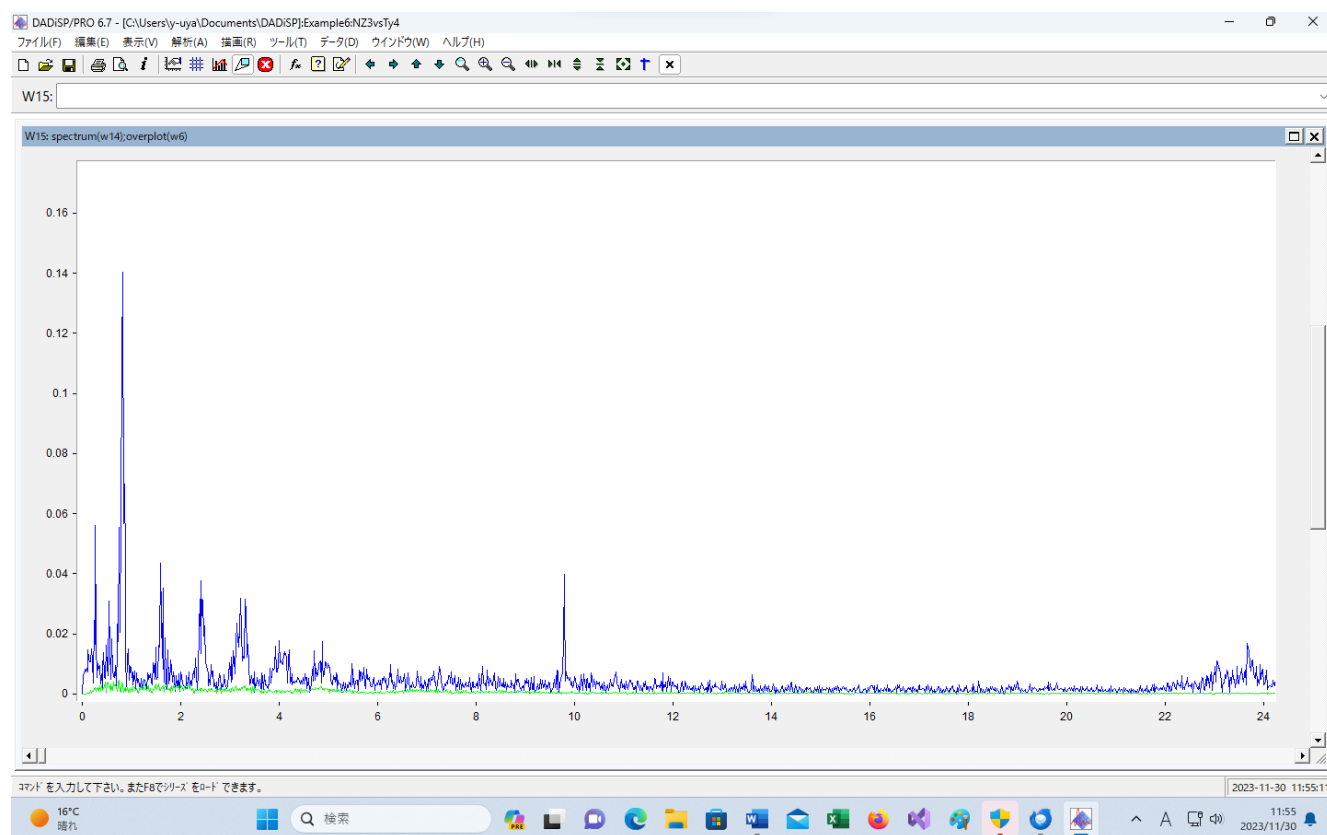 DADiSP/PRO 6.7 - [C:\Users\y-uya\Documents\DADiSP]:Example6:NZ3vsTy4
ファイル(F) 編集(E) 表示(V) 解析(A) 描画(R) ツール(T) データ(D) ウインドウ(W) ヘルプ(H)
W15:
W15: spectrum(w14);overplot(w6)
0.16
0.14
0.12
0.1
0.08
0.06
0.04
0.02
0
0 2 4 6 8 10 12 14 16 18 20 22 24
コマンドを入力して下さい。またF8でシリーズをロードできます。
2023-11-30 11:55:11
16°C
晴れ
検索
PRE
A
11:55
2023/11/30